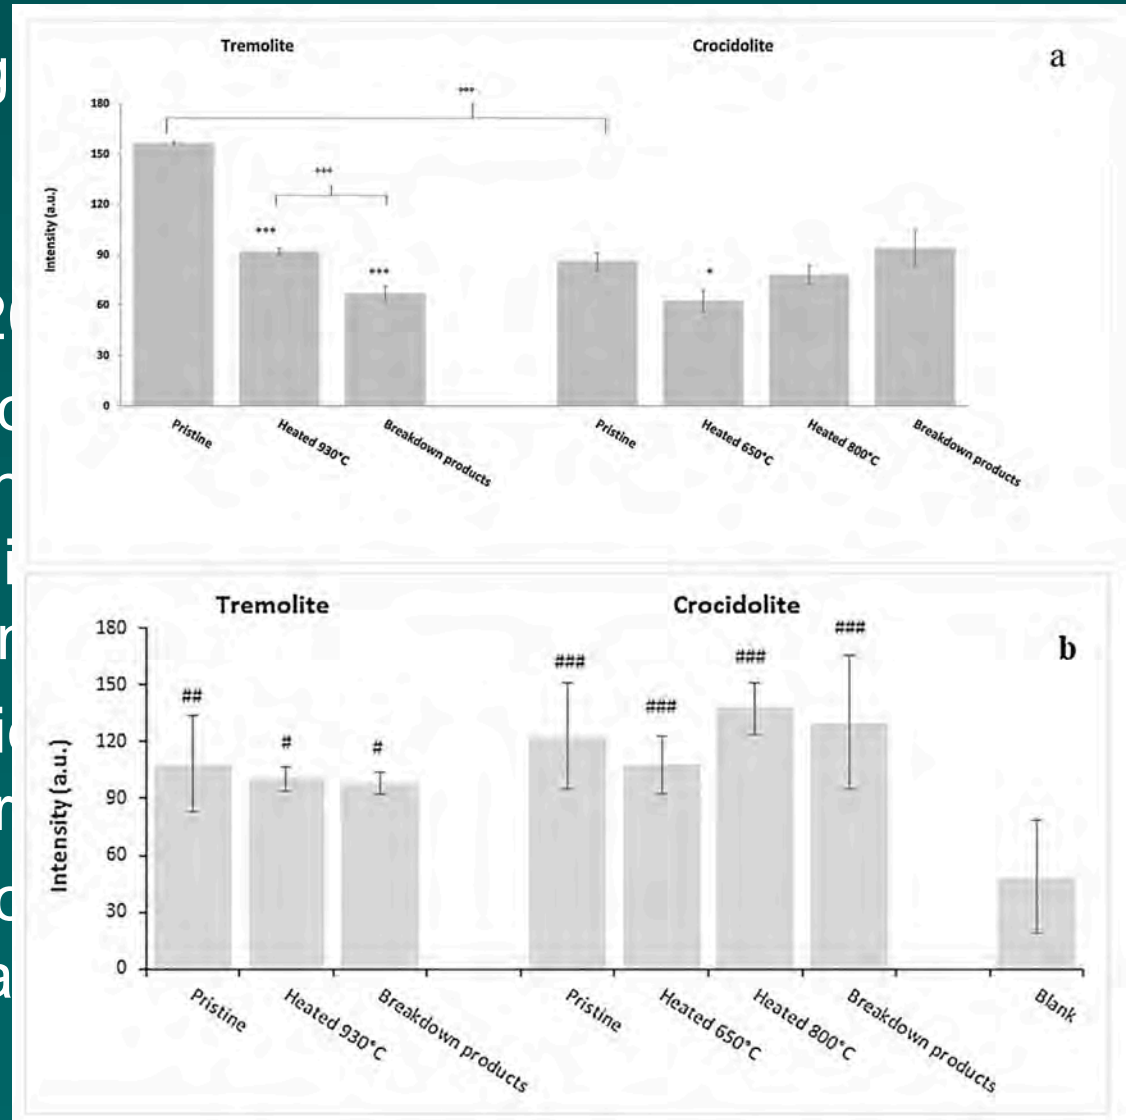 Tremolite
Crocidolite
a
***
180
150
120
90
60
30
0
Intensity (a.u.)
***
***
***
*
Pristine
Heated 930°C
Breakdown products
Pristine
Heated 650°C
Heated 800°C
Breakdown products
Tremolite
Crocidolite
b
180
150
120
90
60
30
0
Intensity (a.u.)
##
#
#
###
###
###
###
Pristine
Heated 930°C
Breakdown products
Pristine
Heated 650°C
Heated 800°C
Breakdown products
Blank